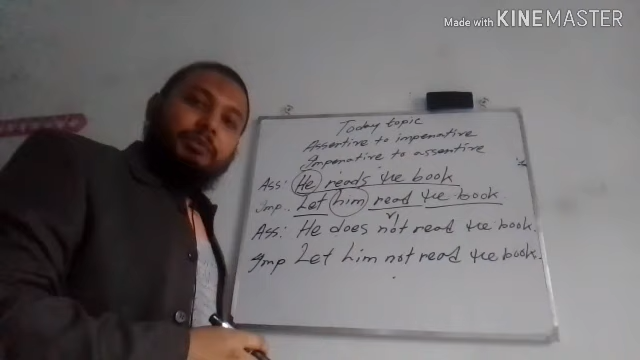 Made with KINEMASTER
Today topic
Assertive to imperative
Imperative to assertive
Ass: He reads the book
Imp. Let him read the book.
Ass: He does not read the book.
Imp Let him not read the book.